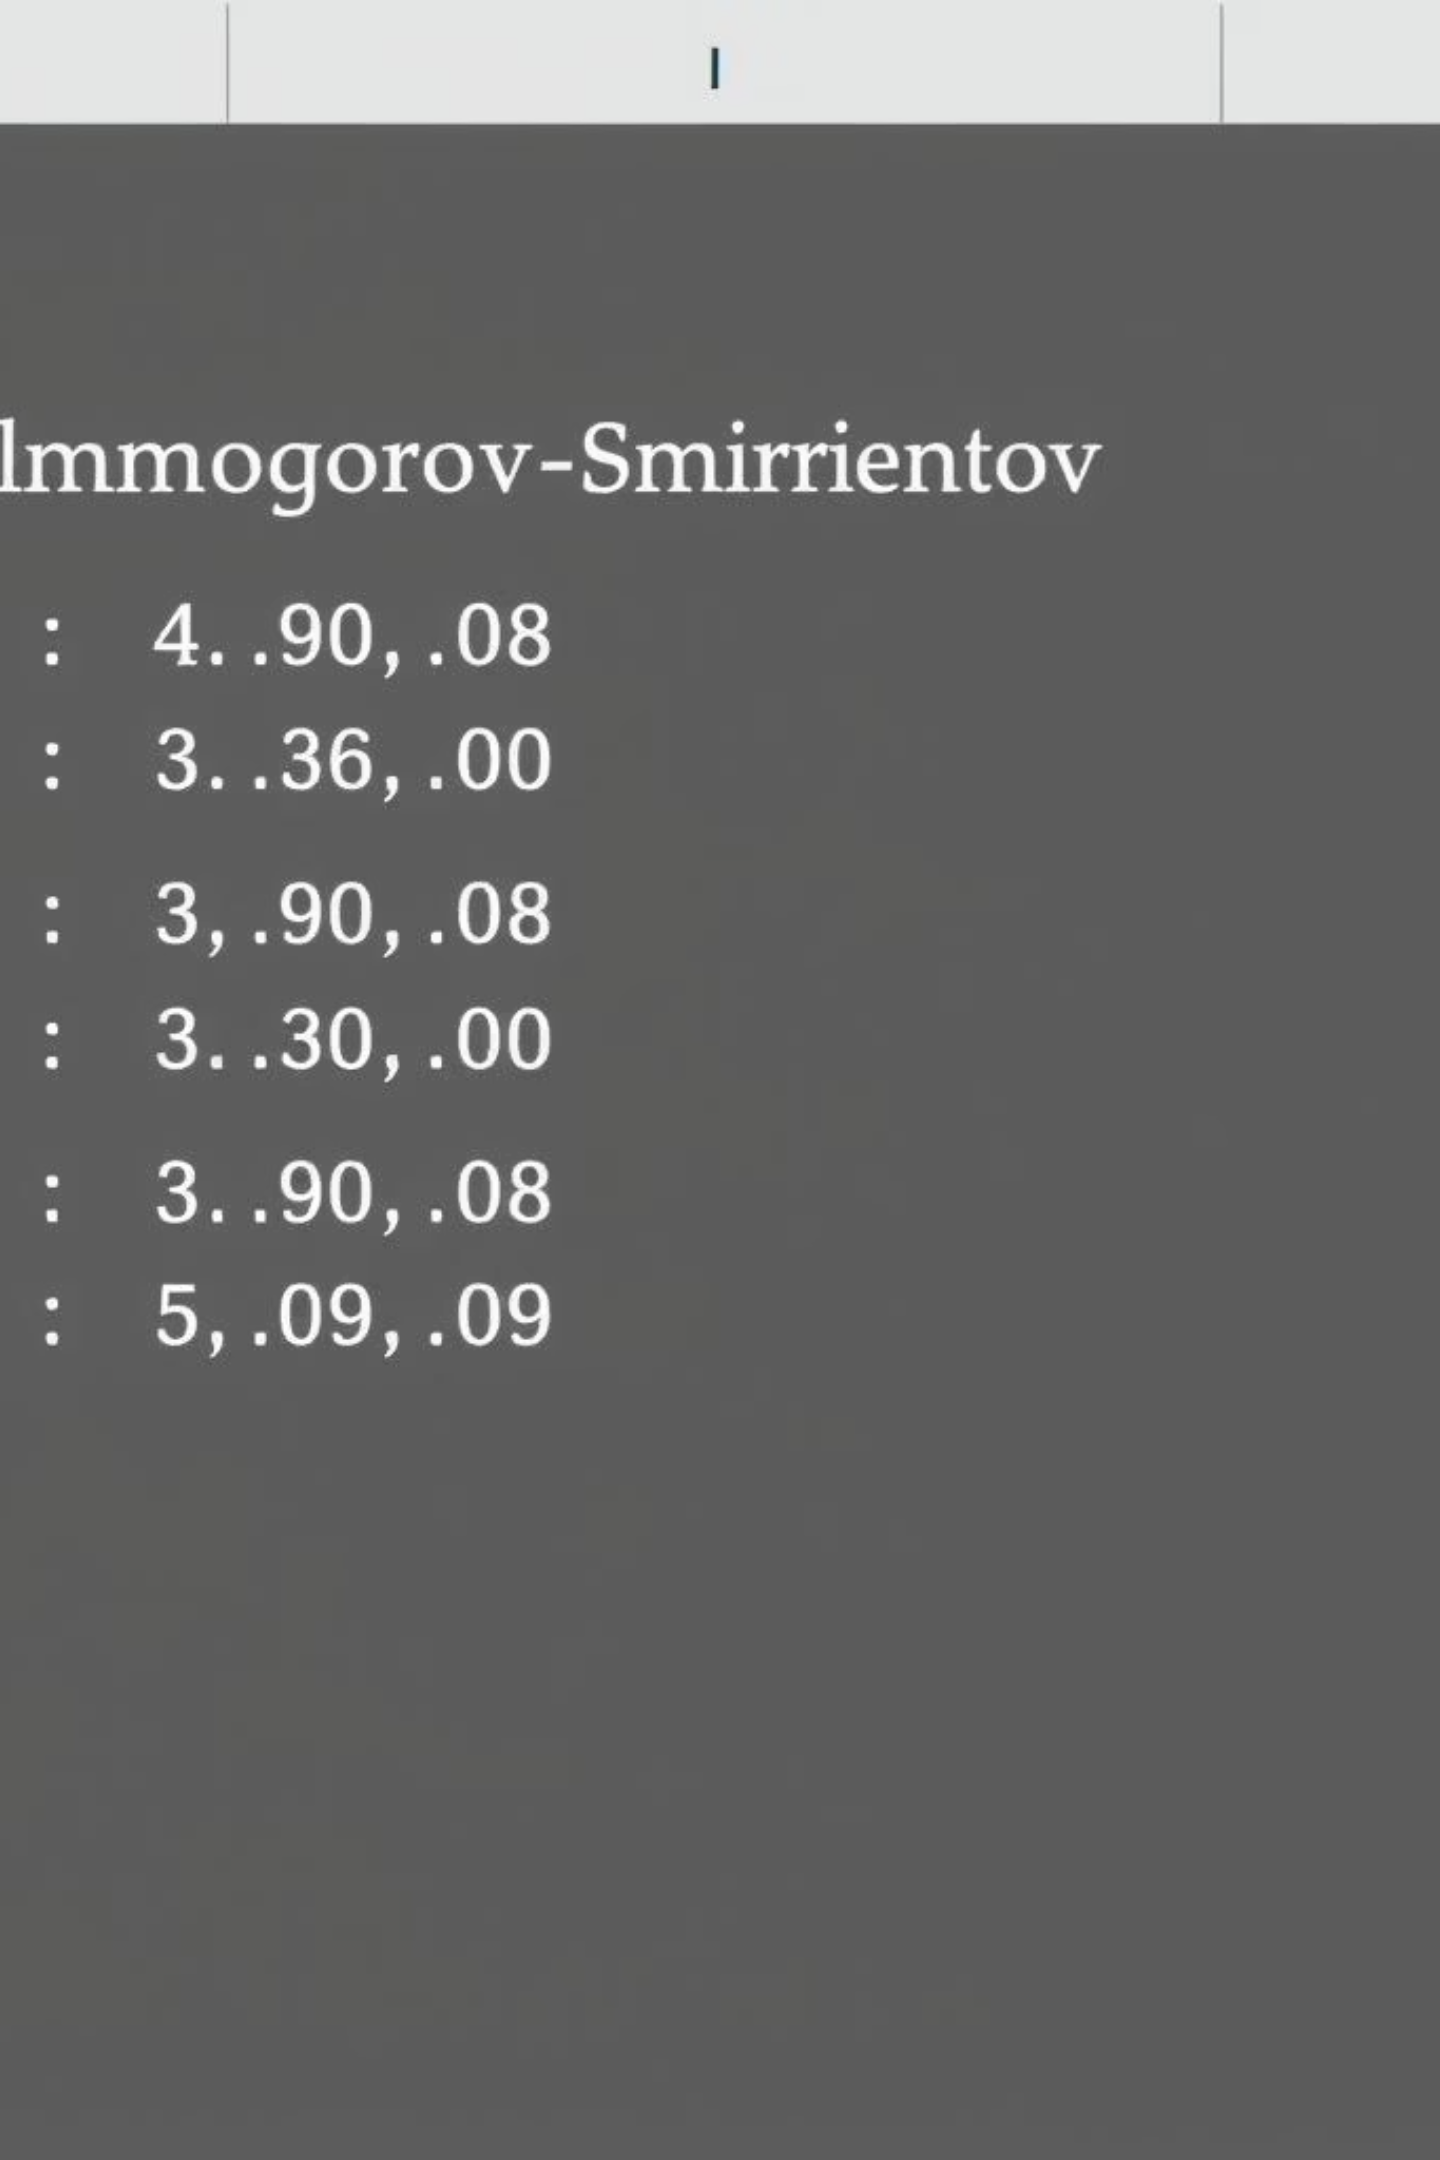 I
lmmogorov-Smirrientov
: 4. .90, .08
: 3. .36, .00
: 3, .90, .08
: 3. .30, .00
: 3. .90, .08
: 5, .09, .09